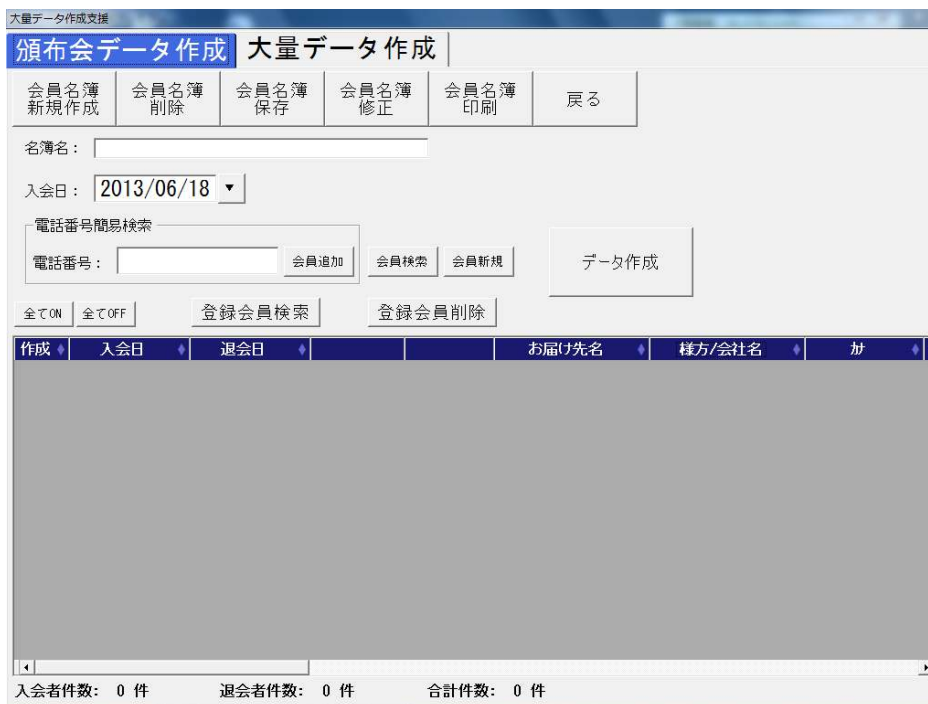 大量データ作成支援
頒布会データ作成 大量データ作成
会員名簿
新規作成
会員名簿
削除
会員名簿
保存
会員名簿
修正
会員名簿
印刷
戻る
名簿名：
入会日： 2013/06/18
電話番号簡易検索
電話番号： 会員追加 会員検索 会員新規 データ作成
全てON 全てOFF 登録会員検索 登録会員削除
作成 入会日 退会日 お届け先名 様方/会社名 ｶﾅ
入会者件数： 0 件 退会者件数： 0 件 合計件数： 0 件